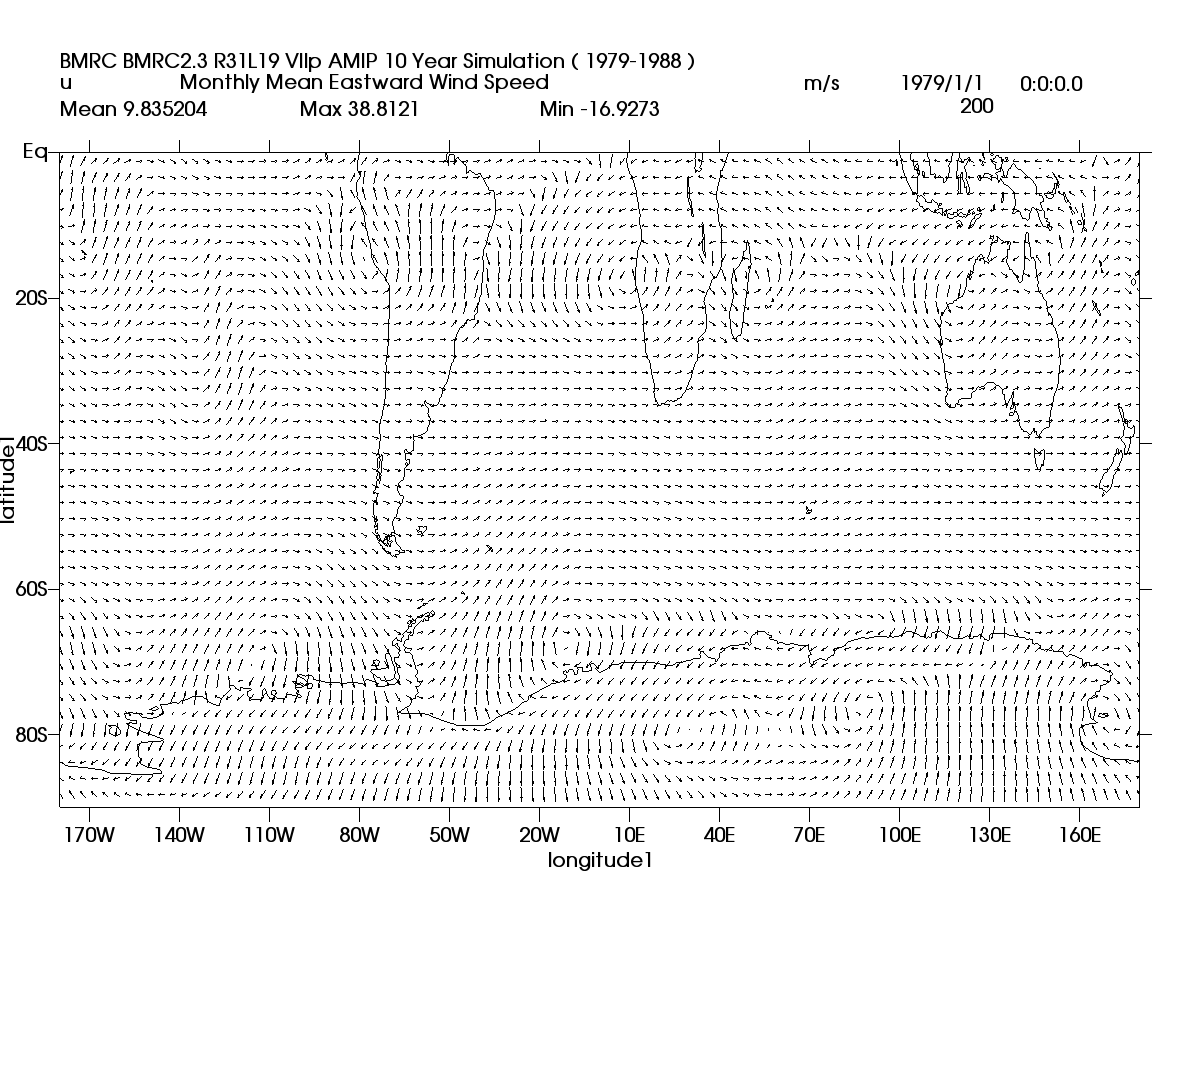 BMRC BMRC2.3 R31L19 VIIp AMIP 10 Year Simulation ( 1979-1988 )
u Monthly Mean Eastward Wind Speed m/s 1979/1/1 0:0:0.0
Mean 9.835204 Max 38.8121 Min -16.9273 200
Eq
20S
40S
latitude1
60S
80S
170W 140W 110W 80W 50W 20W 10E 40E 70E 100E 130E 160E
longitude1